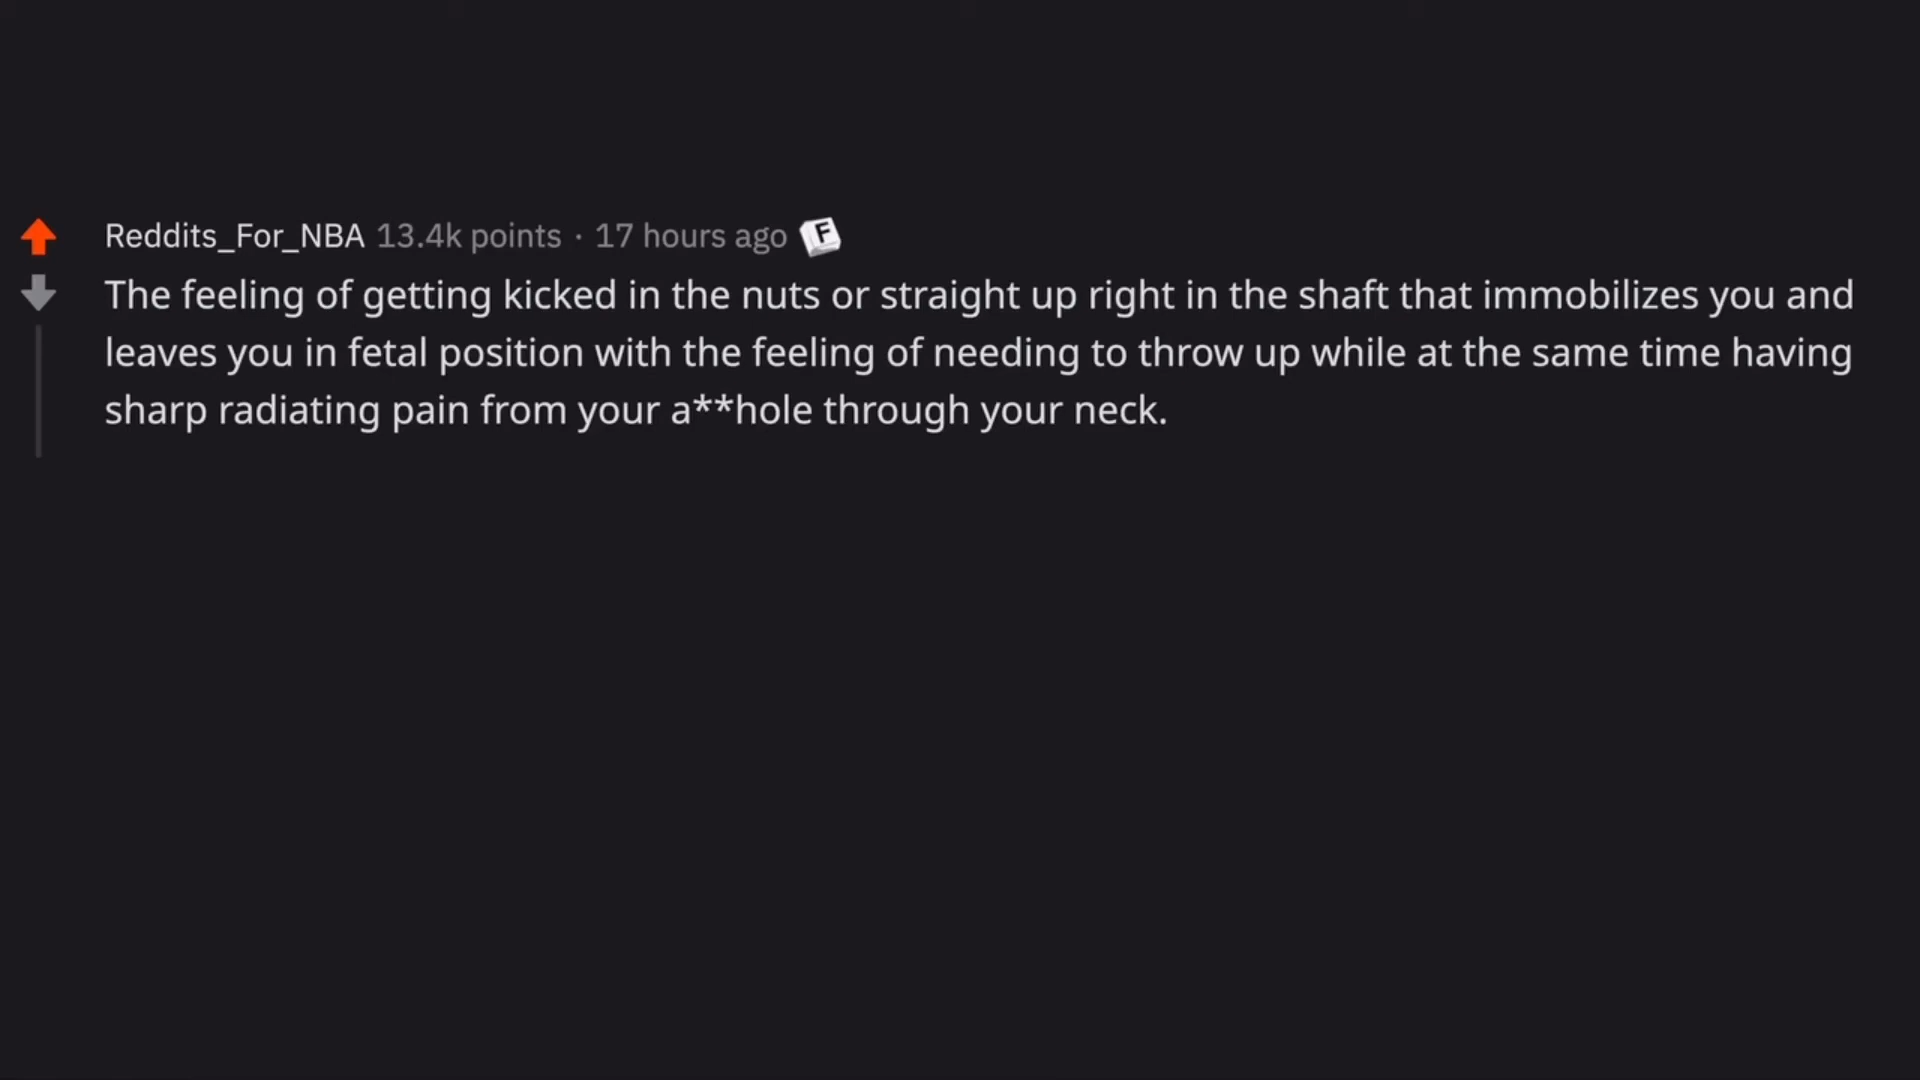 Reddits_For_NBA 13.4k points · 17 hours ago F
The feeling of getting kicked in the nuts or straight up right in the shaft that immobilizes you and
leaves you in fetal position with the feeling of needing to throw up while at the same time having
sharp radiating pain from your a**hole through your neck.